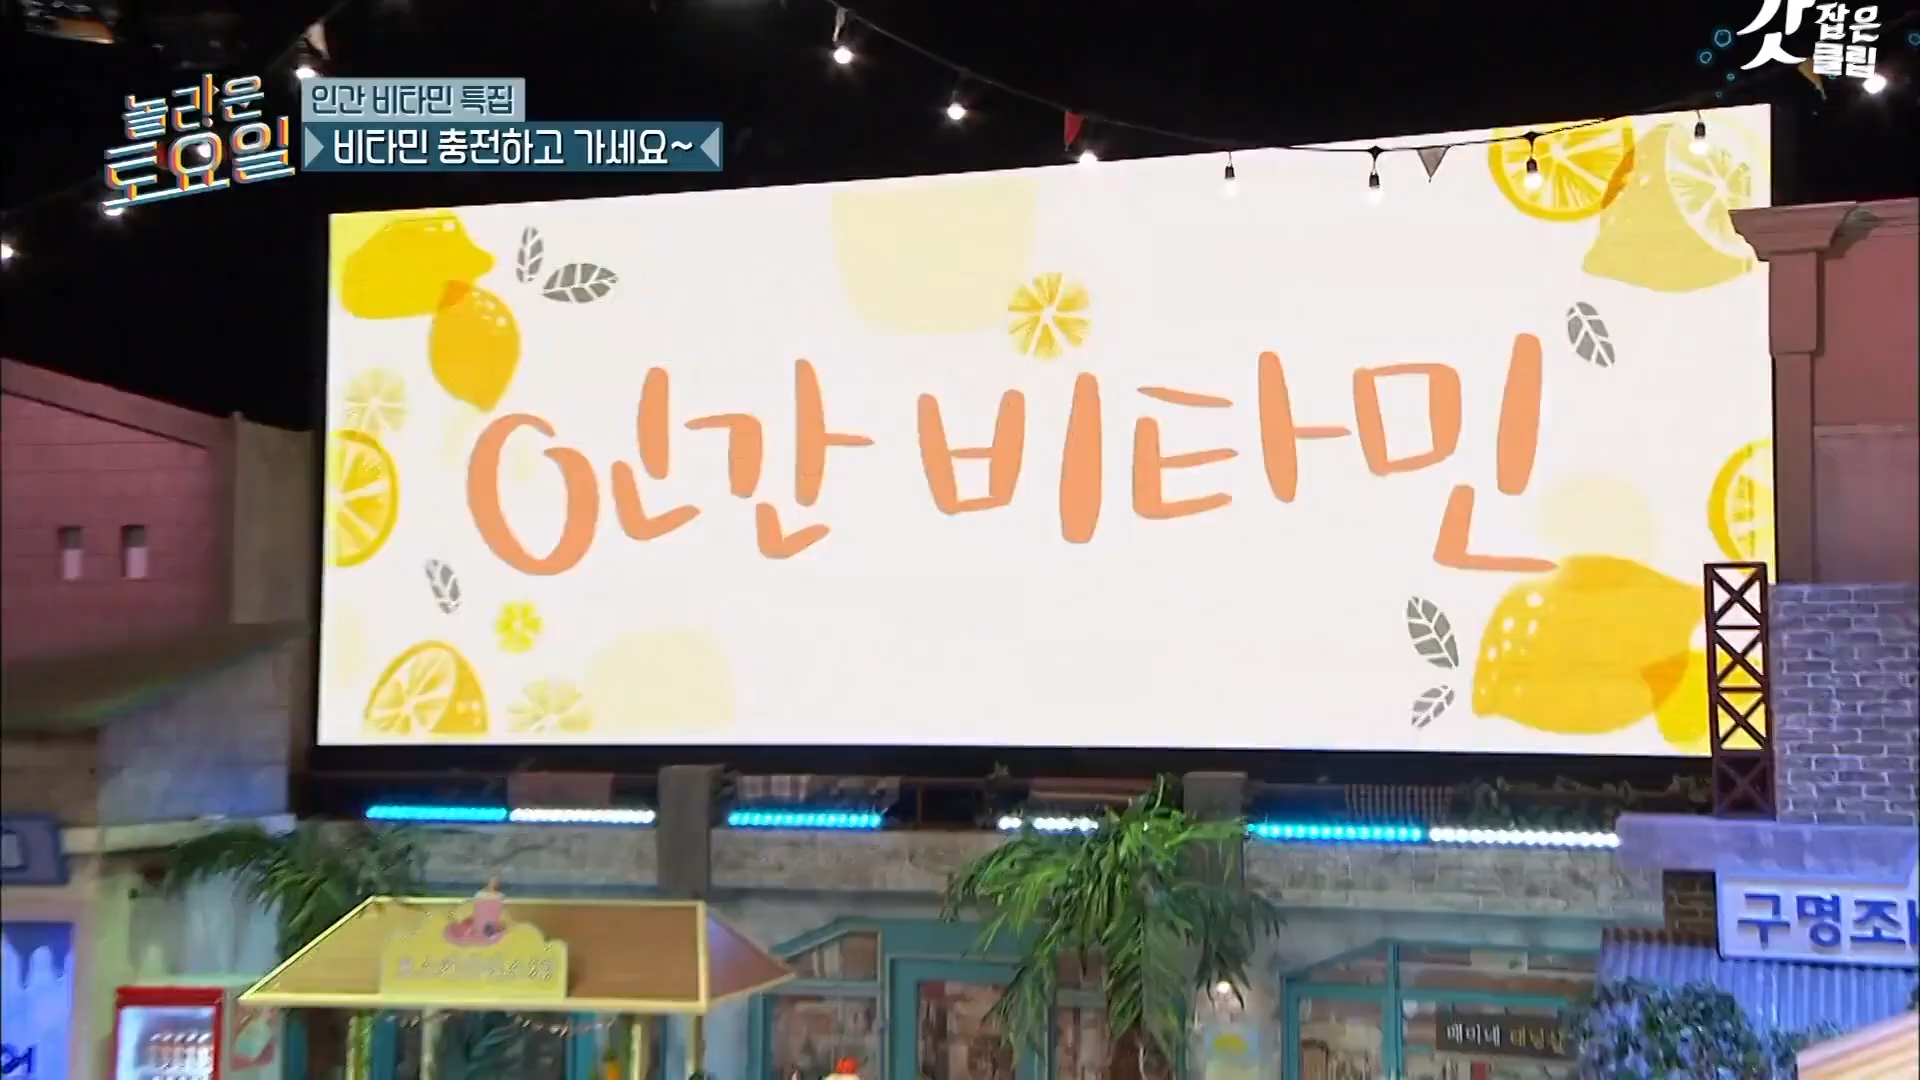 갓 잡은
클립
놀라운
토요일
인간 비타민 특집
비타민 충전하고 가세요~
인간 비타민
구명조